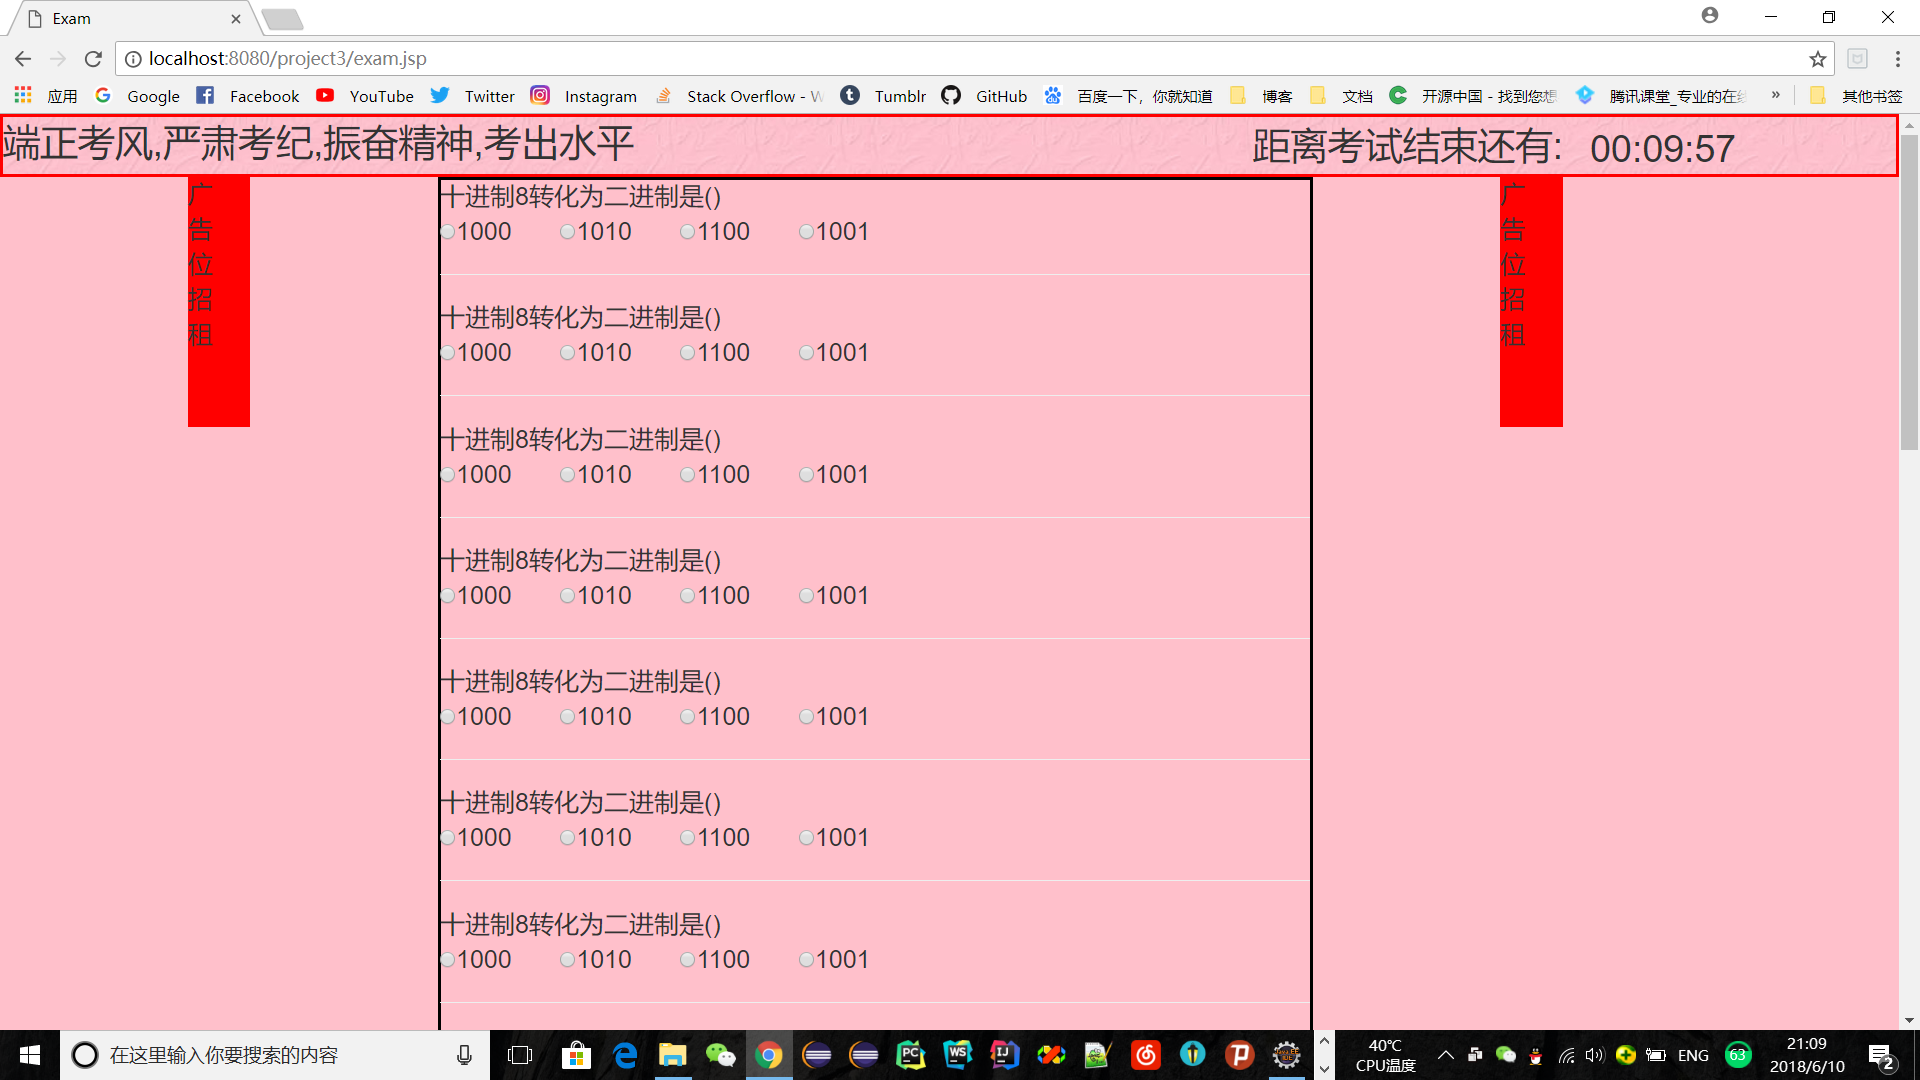 Exam
localhost:8080/project3/exam.jsp
应用 Google Facebook YouTube Twitter Instagram Stack Overflow - W Tumblr GitHub 百度一下，你就知道 博客 文档 开源中国 - 找到您想 腾讯课堂_专业的在线 » 其他书签
端正考风,严肃考纪,振奋精神,考出水平
距离考试结束还有: 00:09:57
广
告
位
招
租
十进制8转化为二进制是()
1000 1010 1100 1001
十进制8转化为二进制是()
1000 1010 1100 1001
十进制8转化为二进制是()
1000 1010 1100 1001
十进制8转化为二进制是()
1000 1010 1100 1001
十进制8转化为二进制是()
1000 1010 1100 1001
十进制8转化为二进制是()
1000 1010 1100 1001
十进制8转化为二进制是()
1000 1010 1100 1001
广
告
位
招
租
在这里输入你要搜索的内容
PC
WS
IJ
40℃
CPU温度
ENG
63
21:09
2018/6/10
2